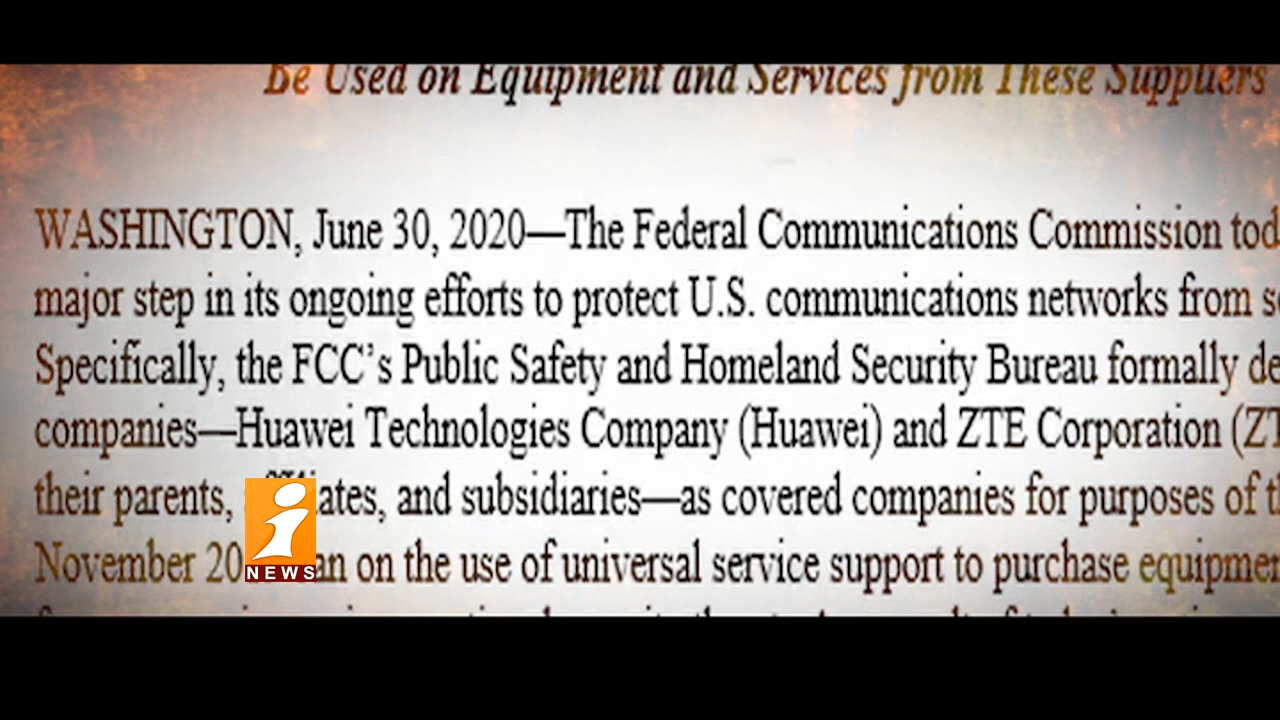 Be Used on Equipment and Services from These Suppliers
WASHINGTON, June 30, 2020—The Federal Communications Commission tod
major step in its ongoing efforts to protect U.S. communications networks from s
Specifically, the FCC's Public Safety and Homeland Security Bureau formally de
companies—Huawei Technologies Company (Huawei) and ZTE Corporation (ZT
their parents, ates, and subsidiaries—as covered companies for purposes of t
November 20 an on the use of universal service support to purchase equipmen
i
NEWS